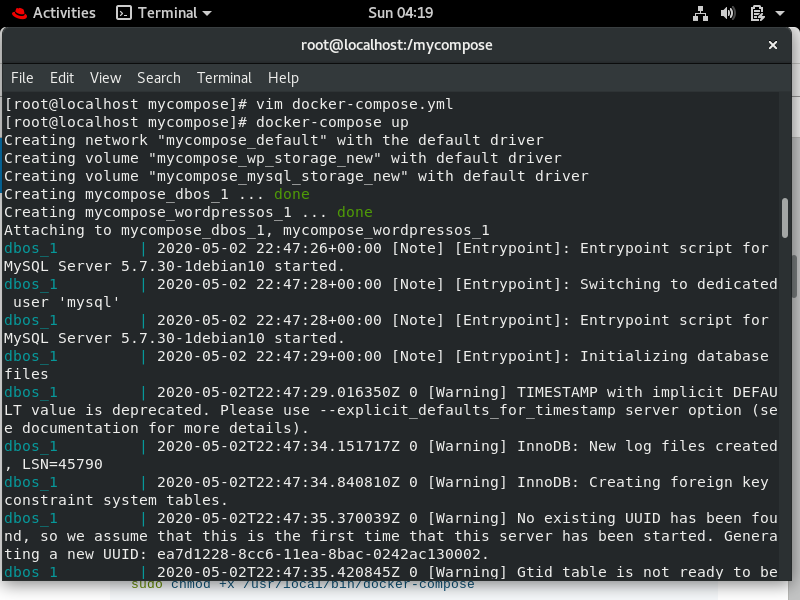 Activities Terminal Sun 04:19
root@localhost:/mycompose ×
File Edit View Search Terminal Help
[root@localhost mycompose]# vim docker-compose.yml
[root@localhost mycompose]# docker-compose up
Creating network "mycompose_default" with the default driver
Creating volume "mycompose_wp_storage_new" with default driver
Creating volume "mycompose_mysql_storage_new" with default driver
Creating mycompose_dbos_1 ... done
Creating mycompose_wordpressos_1 ... done
Attaching to mycompose_dbos_1, mycompose_wordpressos_1
dbos_1         | 2020-05-02 22:47:26+00:00 [Note] [Entrypoint]: Entrypoint script for
MySQL Server 5.7.30-1debian10 started.
dbos_1         | 2020-05-02 22:47:28+00:00 [Note] [Entrypoint]: Switching to dedicated
 user 'mysql'
dbos_1         | 2020-05-02 22:47:28+00:00 [Note] [Entrypoint]: Entrypoint script for
MySQL Server 5.7.30-1debian10 started.
dbos_1         | 2020-05-02 22:47:29+00:00 [Note] [Entrypoint]: Initializing database
files
dbos_1         | 2020-05-02T22:47:29.016350Z 0 [Warning] TIMESTAMP with implicit DEFAU
LT value is deprecated. Please use --explicit_defaults_for_timestamp server option (se
e documentation for more details).
dbos_1         | 2020-05-02T22:47:34.151717Z 0 [Warning] InnoDB: New log files created
, LSN=45790
dbos_1         | 2020-05-02T22:47:34.840810Z 0 [Warning] InnoDB: Creating foreign key
constraint system tables.
dbos_1         | 2020-05-02T22:47:35.370039Z 0 [Warning] No existing UUID has been fou
nd, so we assume that this is the first time that this server has been started. Genera
ting a new UUID: ea7d1228-8cc6-11ea-8bac-0242ac130002.
dbos_1         | 2020-05-02T22:47:35.420845Z 0 [Warning] Gtid table is not ready to be
sudo chmod +x /usr/local/bin/docker-compose